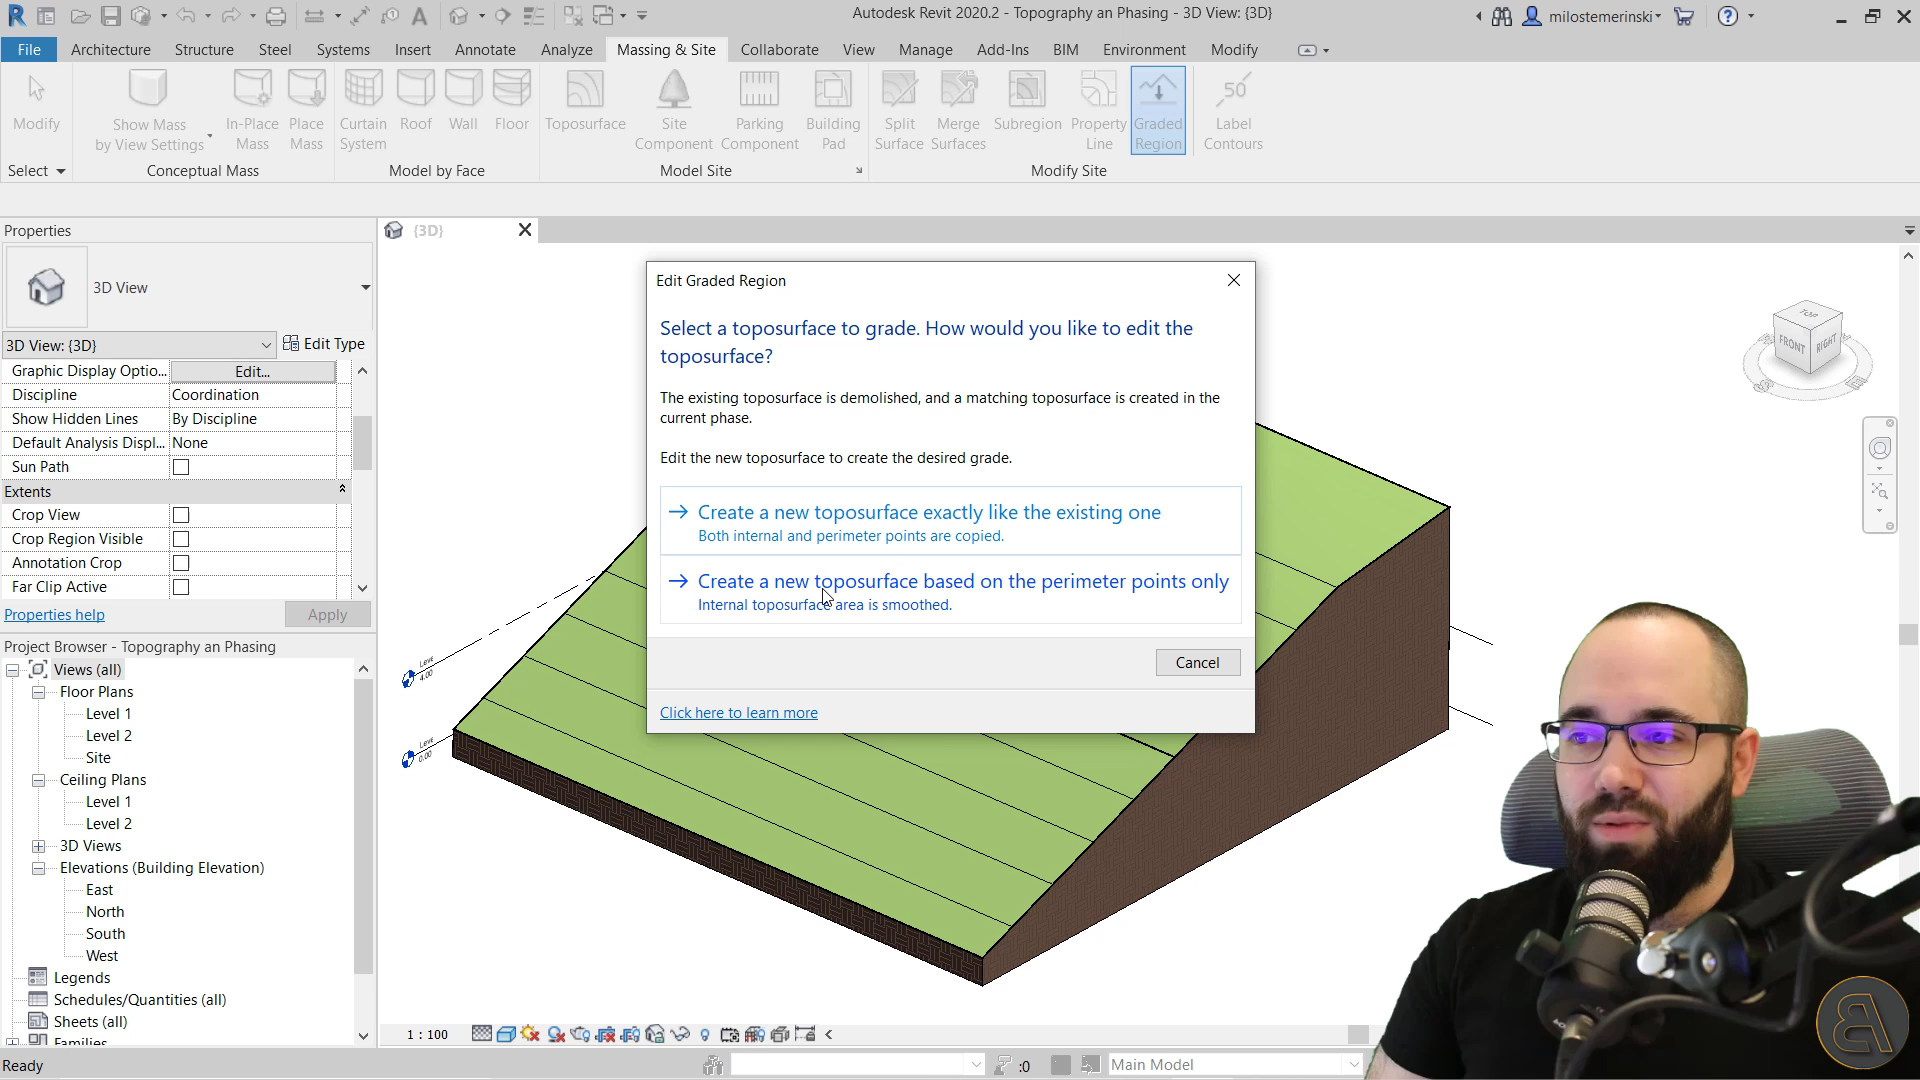 Autodesk Revit 2020.2 - Topography an Phasing - 3D View: {3D}
milostemerinski
File
Architecture
Structure
Steel
Systems
Insert
Annotate
Analyze
Massing & Site
Collaborate
View
Manage
Add-Ins
BIM
Environment
Modify
Modify
Show Mass
by View Settings
In-Place
Mass
Place
Mass
Curtain
System
Roof
Wall
Floor
Toposurface
Site
Component
Parking
Component
Building
Pad
Split
Surface
Merge
Surfaces
Subregion
Property
Line
Graded
Region
50
Label
Contours
Select
Conceptual Mass
Model by Face
Model Site
Modify Site
Properties
{3D}
3D View
3D View: {3D}
Edit Type
Graphic Display Optio...
Edit...
Discipline
Coordination
Show Hidden Lines
By Discipline
Default Analysis Displ...
None
Sun Path
Extents
Crop View
Crop Region Visible
Annotation Crop
Far Clip Active
Properties help
Apply
Project Browser - Topography an Phasing
Views (all)
Floor Plans
Level 1
Level 2
Site
Ceiling Plans
Level 1
Level 2
3D Views
Elevations (Building Elevation)
East
North
South
West
Legends
Schedules/Quantities (all)
Sheets (all)
Families
Edit Graded Region
Select a toposurface to grade. How would you like to edit the
toposurface?
The existing toposurface is demolished, and a matching toposurface is created in the
current phase.
Edit the new toposurface to create the desired grade.
Create a new toposurface exactly like the existing one
Both internal and perimeter points are copied.
Create a new toposurface based on the perimeter points only
Internal toposurface area is smoothed.
Cancel
Click here to learn more
TOP
FRONT
RIGHT
Leve
4.00
Leve
0.00
1 : 100
Ready
:0
Main Model